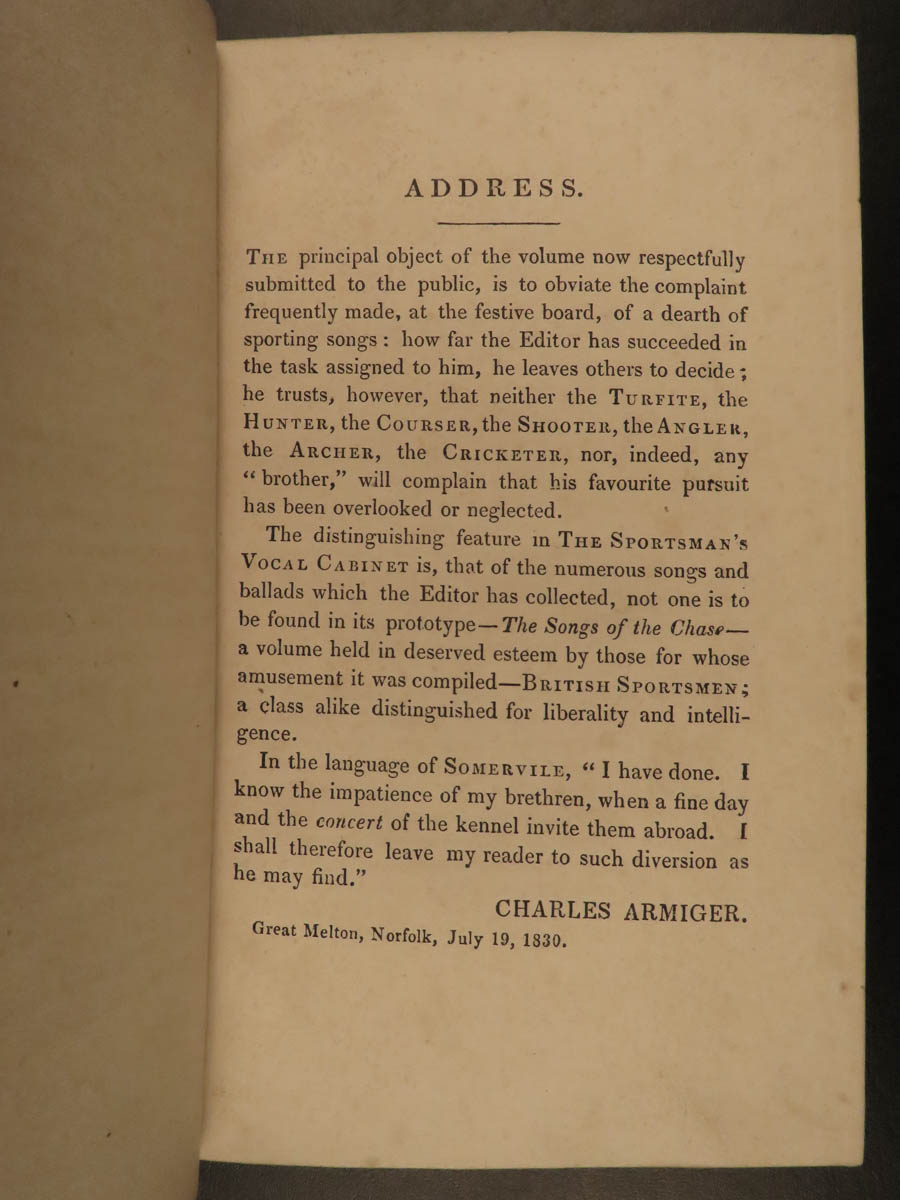 ADDRESS.
The principal object of the volume now respectfully
submitted to the public, is to obviate the complaint
frequently made, at the festive board, of a dearth of
sporting songs : how far the Editor has succeeded in
the task assigned to him, he leaves others to decide ;
he trusts, however, that neither the Turfite, the
Hunter, the Courser, the Shooter, the Angler,
the Archer, the Cricketer, nor, indeed, any
“ brother,” will complain that his favourite pursuit
has been overlooked or neglected.
The distinguishing feature in The Sportsman's
Vocal Cabinet is, that of the numerous songs and
ballads which the Editor has collected, not one is to
be found in its prototype—The Songs of the Chase—
a volume held in deserved esteem by those for whose
amusement it was compiled—British Sportsmen ;
a class alike distinguished for liberality and intelli-
gence.
In the language of Somervile, “ I have done. I
know the impatience of my brethren, when a fine day
and the concert of the kennel invite them abroad. I
shall therefore leave my reader to such diversion as
he may find.”
CHARLES ARMIGER.
Great Melton, Norfolk, July 19, 1830.